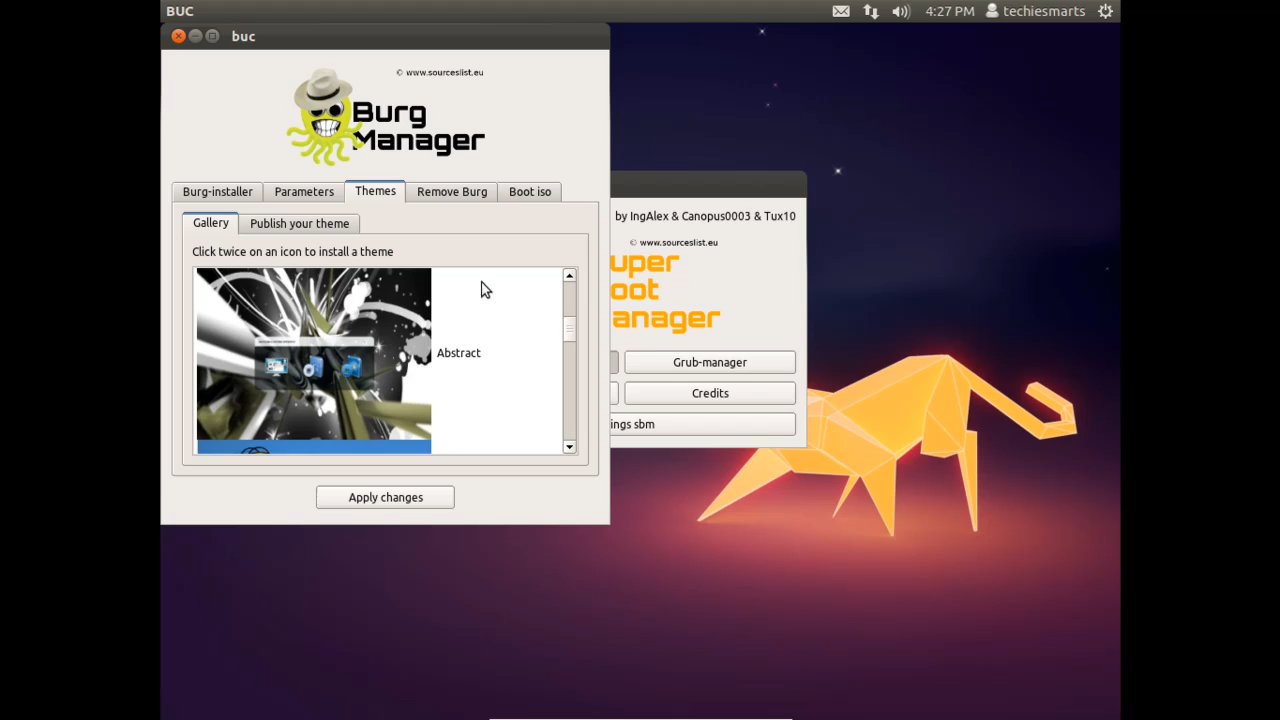 BUC
4:27 PM
techiesmarts
buc
© www.sourceslist.eu
Burg
Manager
Burg-installer
Parameters
Themes
Remove Burg
Boot iso
Gallery
Publish your theme
Click twice on an icon to install a theme
Abstract
Apply changes
by IngAlex & Canopus0003 & Tux10
© www.sourceslist.eu
uper
oot
anager
Grub-manager
Credits
ings sbm